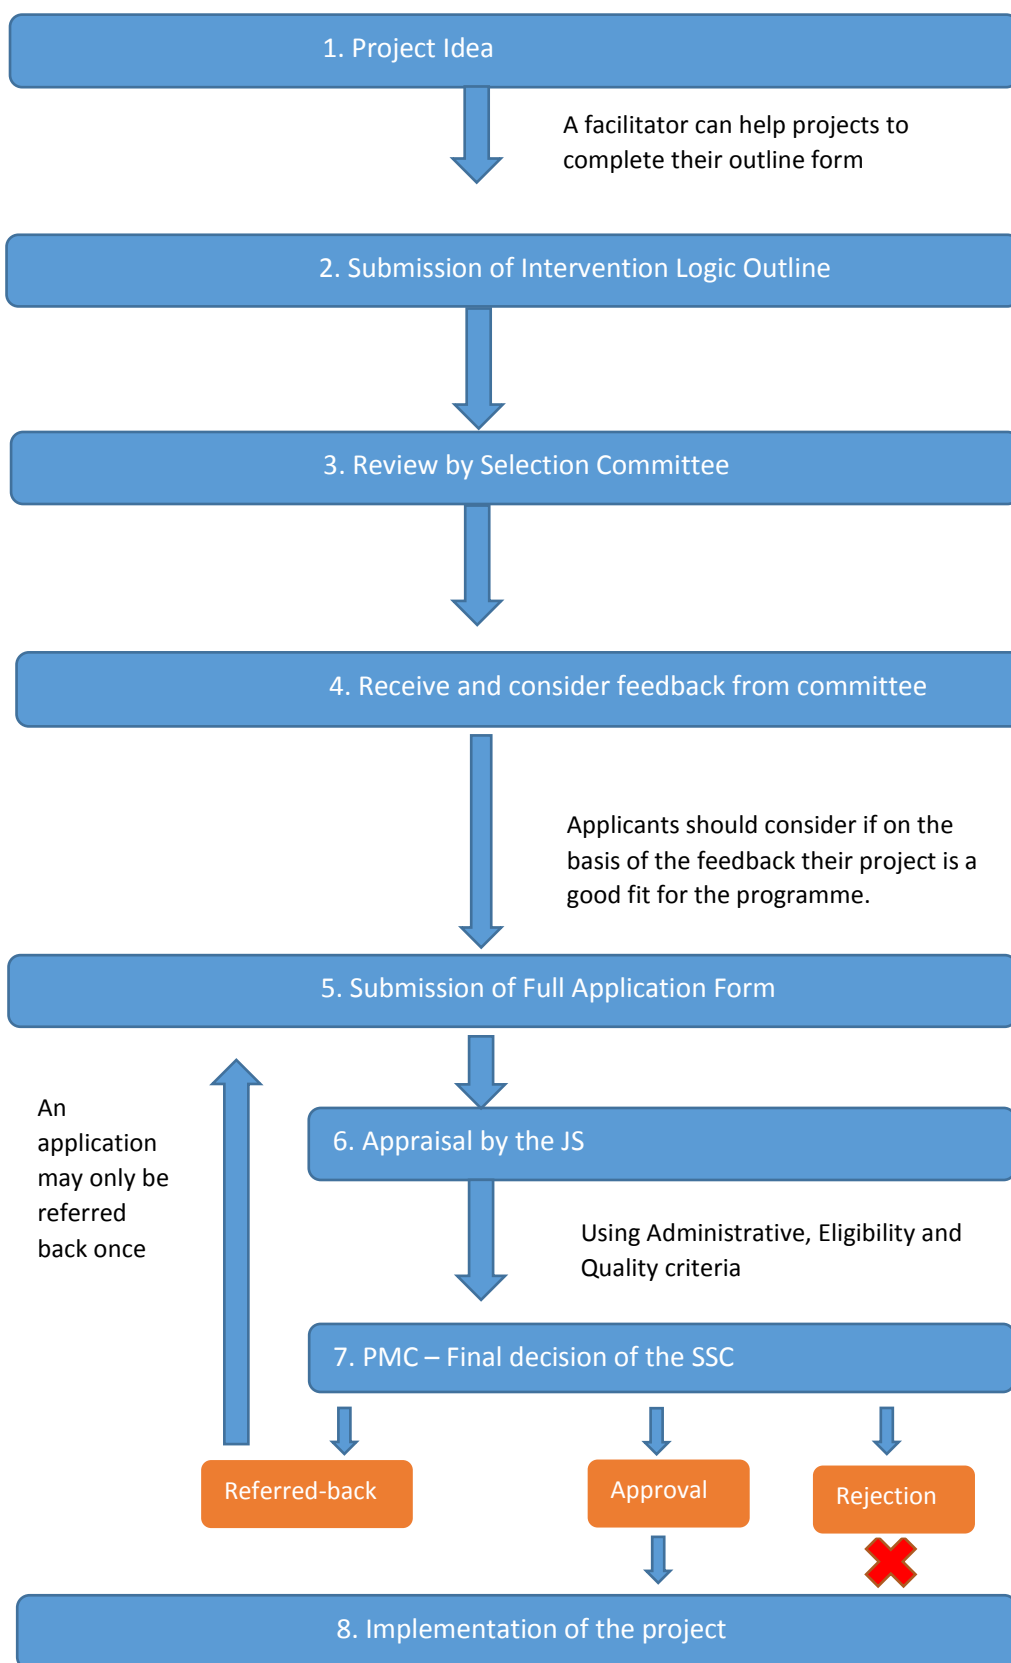 1. Project Idea
A facilitator can help projects to
complete their outline form
2. Submission of Intervention Logic Outline
3. Review by Selection Committee
4. Receive and consider feedback from committee
Applicants should consider if on the
basis of the feedback their project is a
good fit for the programme.
5. Submission of Full Application Form
An
application
may only be
referred
back once
6. Appraisal by the JS
Using Administrative, Eligibility and
Quality criteria
7. PMC – Final decision of the SSC
Referred-back
Approval
Rejection
8. Implementation of the project